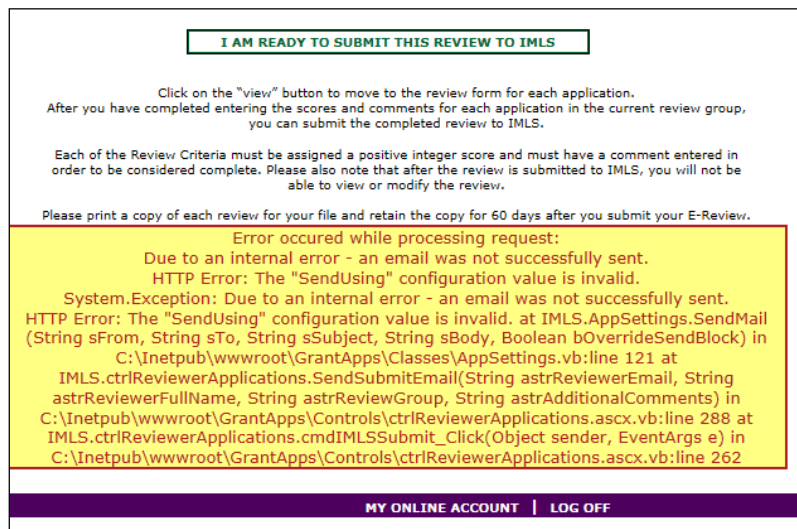 I AM READY TO SUBMIT THIS REVIEW TO IMLS
Click on the "view" button to move to the review form for each application.
After you have completed entering the scores and comments for each application in the current review group,
you can submit the completed review to IMLS.
Each of the Review Criteria must be assigned a positive integer score and must have a comment entered in
order to be considered complete. Please also note that after the review is submitted to IMLS, you will not be
able to view or modify the review.
Please print a copy of each review for your file and retain the copy for 60 days after you submit your E-Review.
Error occured while processing request:
Due to an internal error - an email was not successfully sent.
HTTP Error: The "SendUsing" configuration value is invalid.
System.Exception: Due to an internal error - an email was not successfully sent.
HTTP Error: The "SendUsing" configuration value is invalid. at IMLS.AppSettings.SendMail
(String sFrom, String sTo, String sSubject, String sBody, Boolean bOverrideSendBlock) in
C:\Inetpub\wwwroot\GrantApps\Classes\AppSettings.vb:line 121 at
IMLS.ctrlReviewerApplications.SendSubmitEmail(String astrReviewerEmail, String
astrReviewerFullName, String astrReviewGroup, String astrAdditionalComments) in
C:\Inetpub\wwwroot\GrantApps\Controls\ctrlReviewerApplications.ascx.vb:line 288 at
IMLS.ctrlReviewerApplications.cmdIMLSSubmit_Click(Object sender, EventArgs e) in
C:\Inetpub\wwwroot\GrantApps\Controls\ctrlReviewerApplications.ascx.vb:line 262
MY ONLINE ACCOUNT | LOG OFF